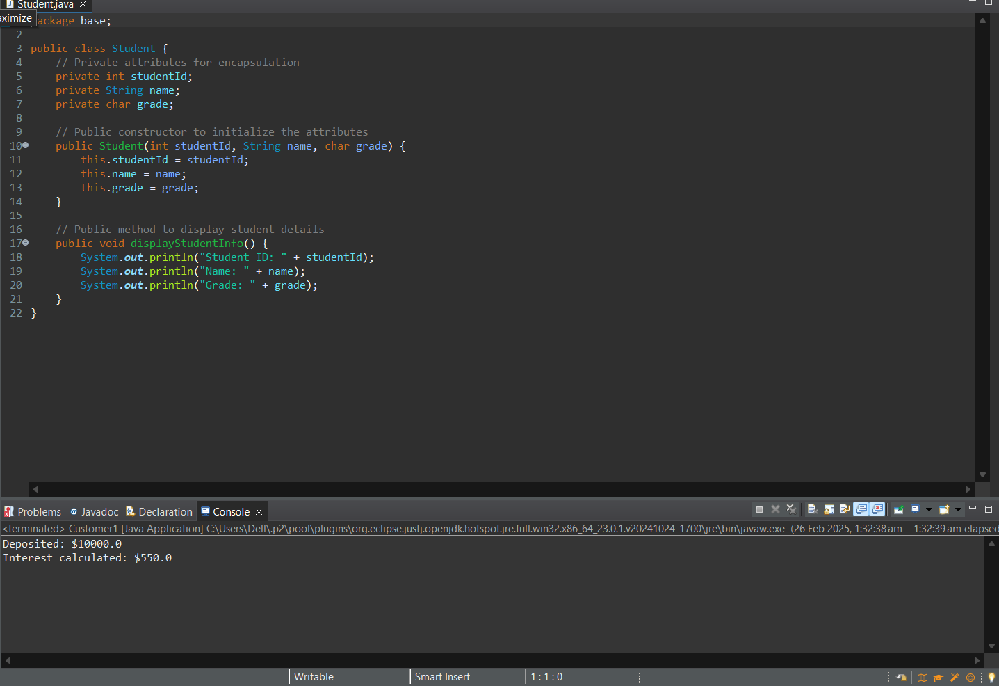 Student.java
aximize
ackage base;
2
3 public class Student {
4 // Private attributes for encapsulation
5 private int studentId;
6 private String name;
7 private char grade;
8
9 // Public constructor to initialize the attributes
10 public Student(int studentId, String name, char grade) {
11 this.studentId = studentId;
12 this.name = name;
13 this.grade = grade;
14 }
15
16 // Public method to display student details
17 public void displayStudentInfo() {
18 System.out.println("Student ID: " + studentId);
19 System.out.println("Name: " + name);
20 System.out.println("Grade: " + grade);
21 }
22 }
Problems @ Javadoc Declaration Console
<terminated> Customer1 [Java Application] C:\Users\Dell\.p2\pool\plugins\org.eclipse.justj.openjdk.hotspot.jre.full.win32.x86_64_23.0.1.v20241024-1700\jre\bin\javaw.exe (26 Feb 2025, 1:32:38 am – 1:32:39 am elapsed
Deposited: $10000.0
Interest calculated: $550.0
Writable Smart Insert 1 : 1 : 0